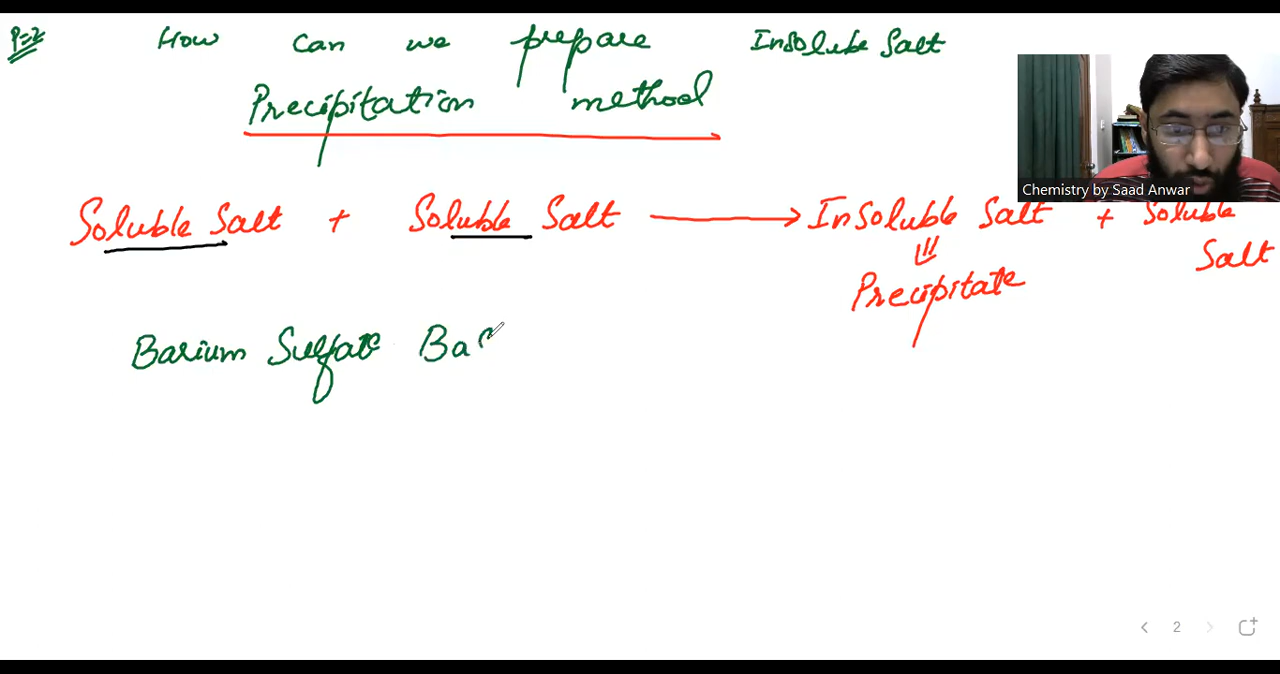 P=2
How can we prepare Insoluble Salt
Precipitation method
Chemistry by Saad Anwar
Soluble Salt + Soluble Salt → Insoluble Salt + Soluble
Salt
Precipitate
Barium Sulfate Ba
2